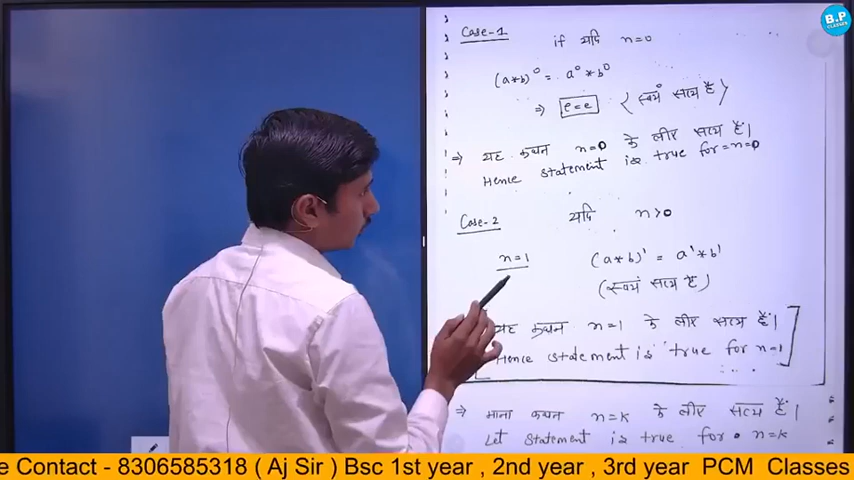 B.P
CLASSES
Case-1 if यदि n=0
(a*b)⁰ = a⁰ * b⁰
⇒ e=e (स्वयं सत्य है)
⇒ यह कथन n=0 के लीर सत्य है।
Hence statement is true for = n=0
Case-2 यदि n>0
n=1 (a*b)¹ = a¹*b¹
(स्वयं सत्य है)
यह कथन n=1 के लीर सत्य है।
Hence statement is true for n=1
⇒ माना कथन n=k के लीर सत्य है।
Let statement is true for n=k
e Contact - 8306585318 ( Aj Sir ) Bsc 1st year , 2nd year , 3rd year PCM Classes